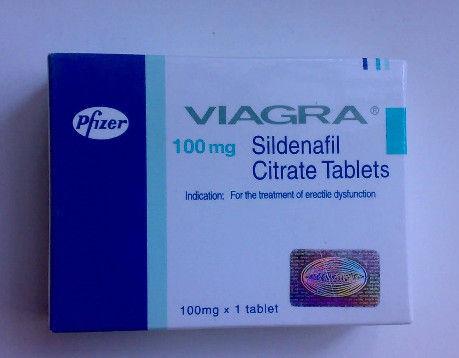 Pfizer
VIAGRA®
100 mg Sildenafil
Citrate Tablets
Indication: For the treatment of erectile dysfunction
100mg x 1 tablet